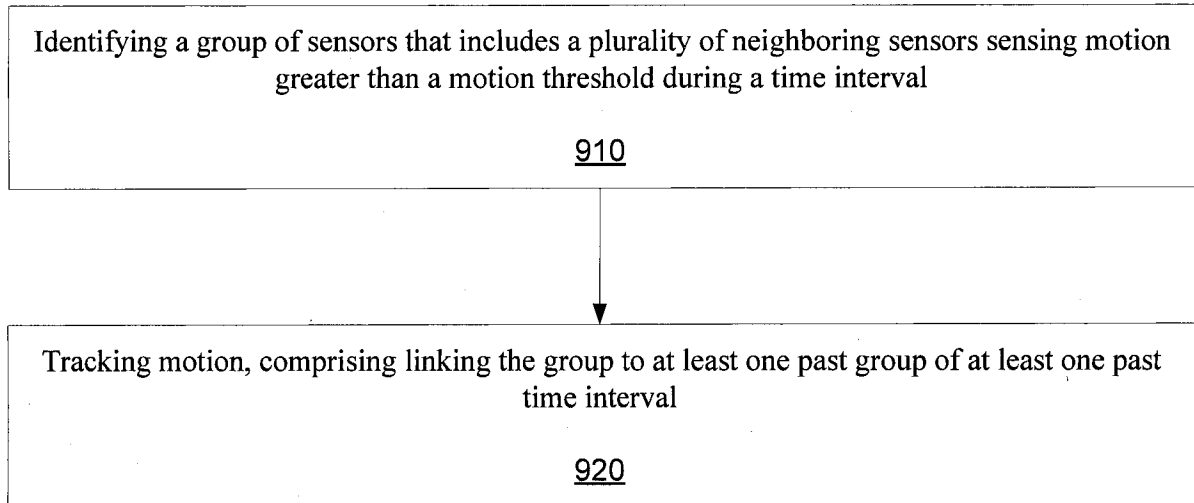 Identifying a group of sensors that includes a plurality of neighboring sensors sensing motion
greater than a motion threshold during a time interval
910
Tracking motion, comprising linking the group to at least one past group of at least one past
time interval
920